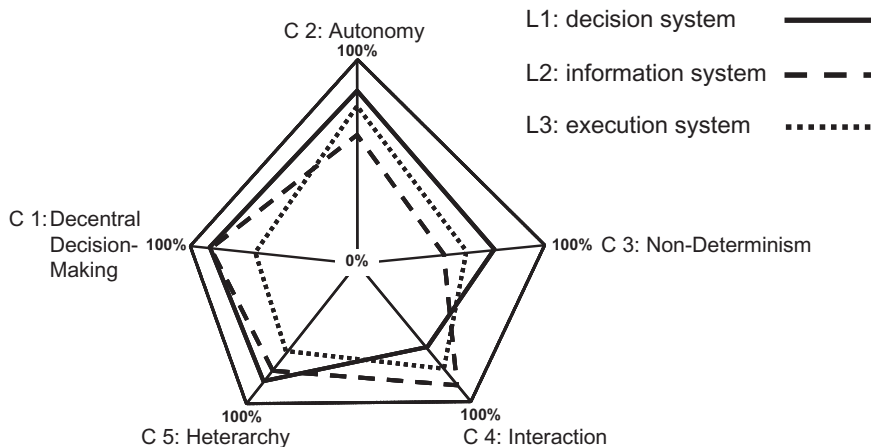 C 2: Autonomy
100%
L1: decision system
L2: information system
L3: execution system
C 1: Decentral
Decision-
Making
100%
0%
100%
C 3: Non-Determinism
100%
C 5: Heterarchy
100%
C 4: Interaction